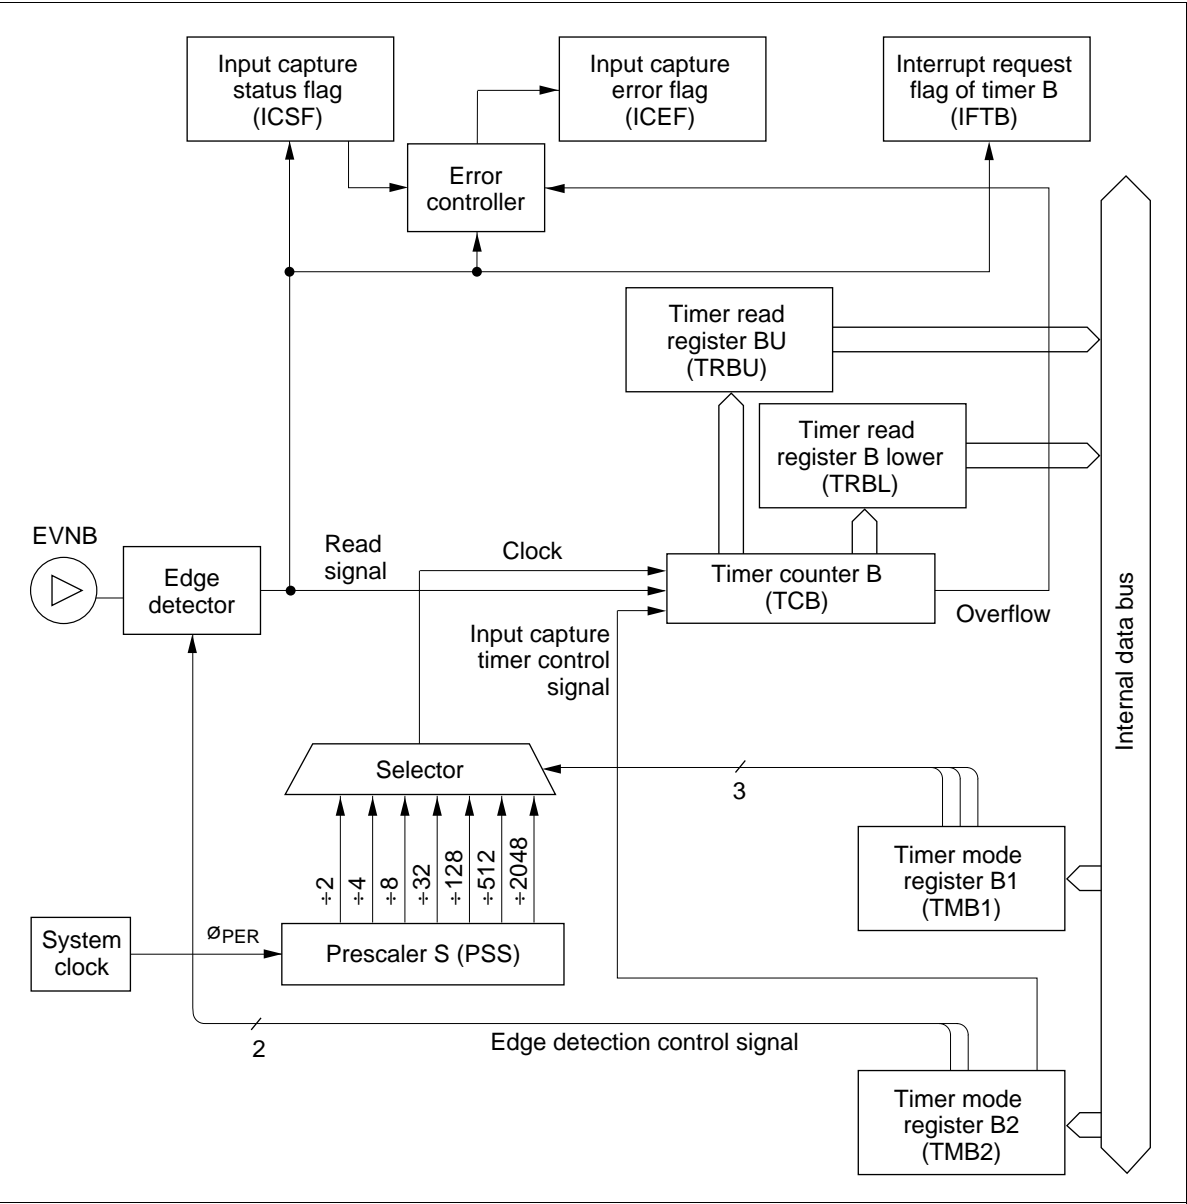 Input capture
status flag
(ICSF)
Input capture
error flag
(ICEF)
Interrupt request
flag of timer B
(IFTB)
Error
controller
Timer read
register BU
(TRBU)
Timer read
register B lower
(TRBL)
EVNB
Edge
detector
Read
signal
Clock
Timer counter B
(TCB)
Overflow
Input capture
timer control
signal
Internal data bus
Selector
3
÷2
÷4
÷8
÷32
÷128
÷512
÷2048
Timer mode
register B1
(TMB1)
System
clock
øPER
Prescaler S (PSS)
2
Edge detection control signal
Timer mode
register B2
(TMB2)